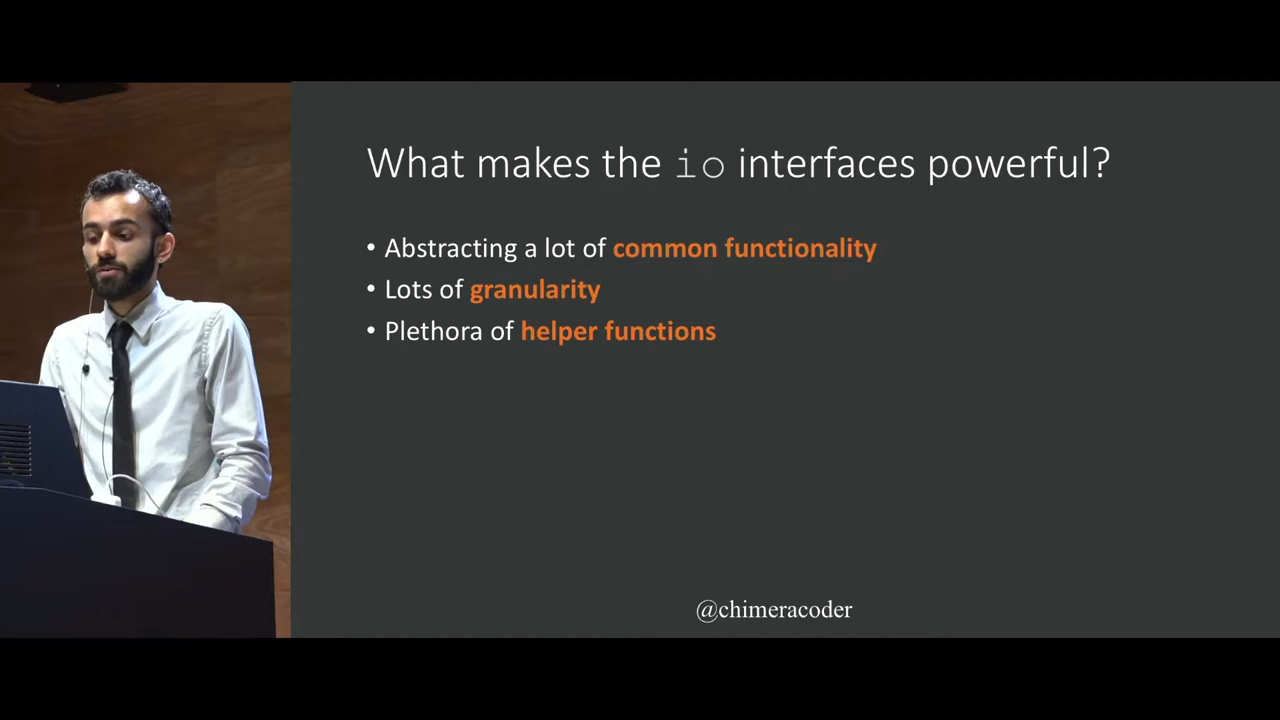 What makes the io interfaces powerful?
• Abstracting a lot of common functionality
• Lots of granularity
• Plethora of helper functions
@chimeracoder